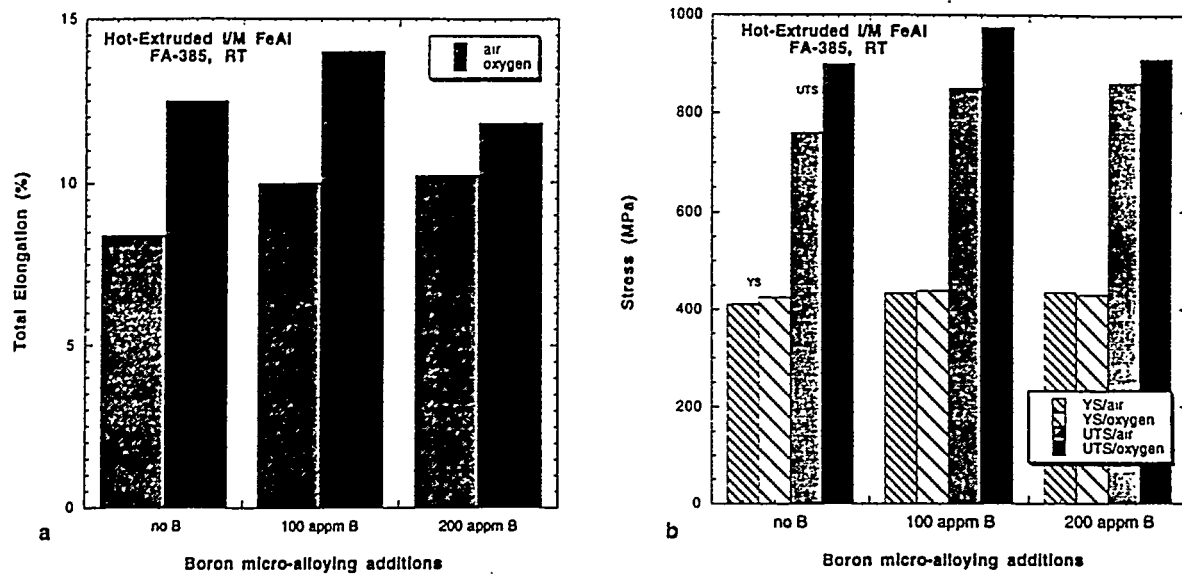 15
10
5
0
Total Elongation (%)
Hot-Extruded I/M FeAl
FA-385, RT
air
oxygen
no B
100 appm B
200 appm B
Boron micro-alloying additions
a
1000
800
600
400
200
0
Stress (MPa)
Hot-Extruded I/M FeAl
FA-385, RT
UTS
YS
YS/air
YS/oxygen
UTS/air
UTS/oxygen
no B
100 appm B
200 appm B
Boron micro-alloying additions
b